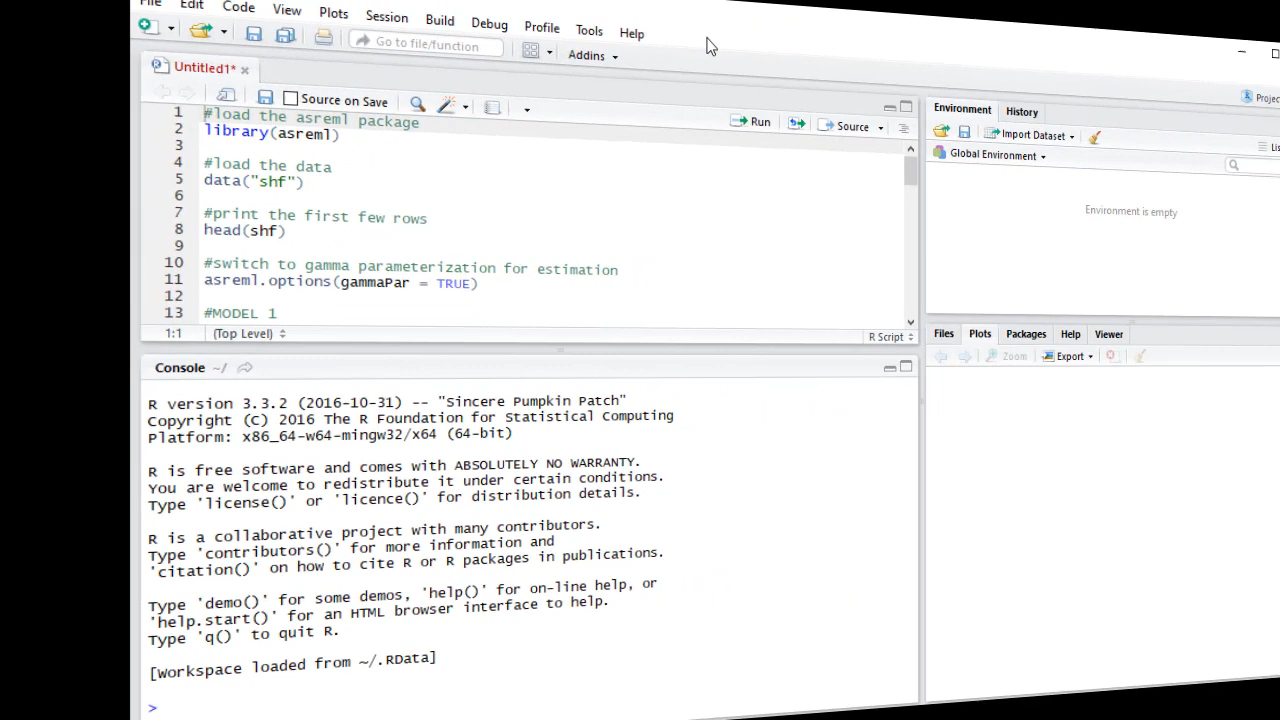 File Edit Code View Plots Session Build Debug Profile Tools Help
Go to file/function Addins
Untitled1*
Source on Save Run Source
1 #load the asreml package
2 library(asreml)
3
4 #load the data
5 data("shf")
6
7 #print the first few rows
8 head(shf)
9
10 #switch to gamma parameterization for estimation
11 asreml.options(gammaPar = TRUE)
12
13 #MODEL 1
1:1 (Top Level) R Script
Console ~/
R version 3.3.2 (2016-10-31) -- "Sincere Pumpkin Patch"
Copyright (C) 2016 The R Foundation for Statistical Computing
Platform: x86_64-w64-mingw32/x64 (64-bit)
R is free software and comes with ABSOLUTELY NO WARRANTY.
You are welcome to redistribute it under certain conditions.
Type 'license()' or 'licence()' for distribution details.
R is a collaborative project with many contributors.
Type 'contributors()' for more information and
'citation()' on how to cite R or R packages in publications.
Type 'demo()' for some demos, 'help()' for on-line help, or
'help.start()' for an HTML browser interface to help.
Type 'q()' to quit R.
[Workspace loaded from ~/.RData]
>
Environment History
Import Dataset
Global Environment
Environment is empty
Files Plots Packages Help Viewer
Zoom Export